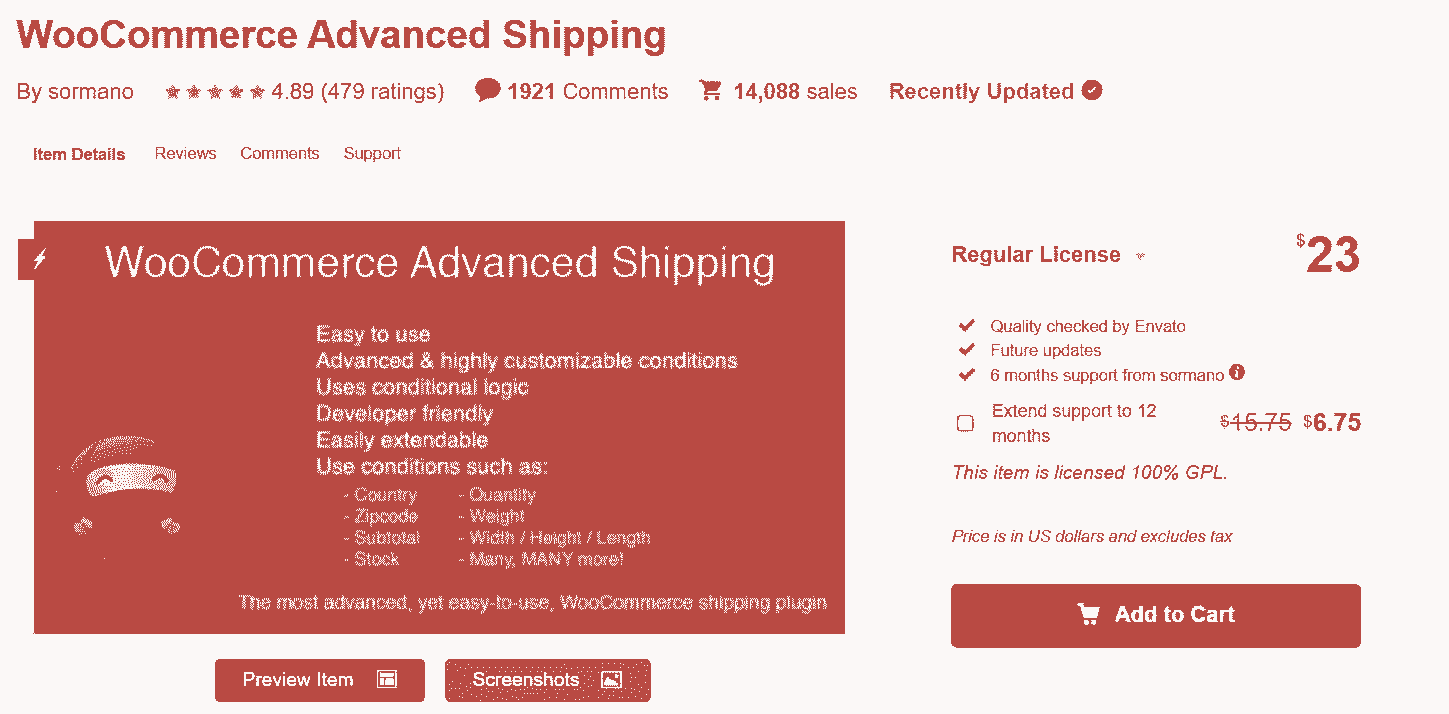 WooCommerce Advanced Shipping
By sormano 4.89 (479 ratings) 1921 Comments 14,088 sales Recently Updated
Item Details Reviews Comments Support
WooCommerce Advanced Shipping
Easy to use
Advanced & highly customizable conditions
Uses conditional logic
Developer friendly
Easily extendable
Use conditions such as:
- Country - Quantity
- Zipcode - Weight
- Subtotal - Width / Height / Length
- Stock - Many, MANY more!
The most advanced, yet easy-to-use, WooCommerce shipping plugin
Preview Item Screenshots
Regular License $23
Quality checked by Envato
Future updates
6 months support from sormano
Extend support to 12
months $15.75 $6.75
This item is licensed 100% GPL.
Price is in US dollars and excludes tax
Add to Cart